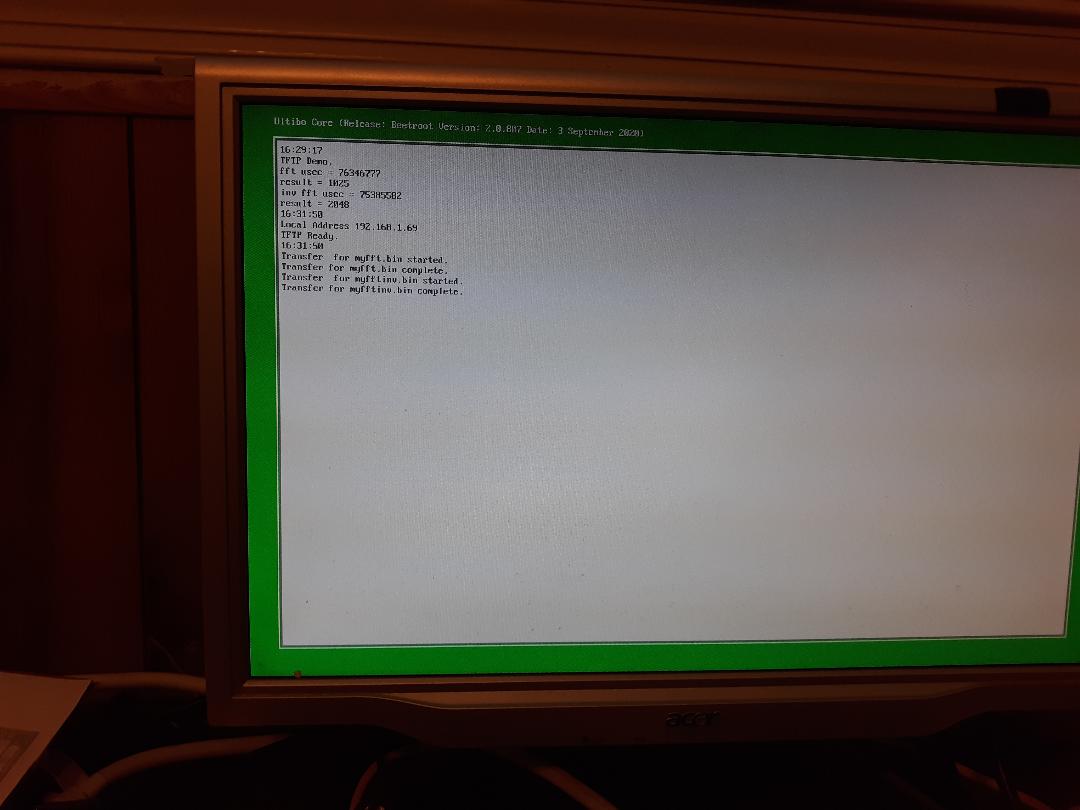 Ultibo Core (Release: Beetroot Version: 2.0.807 Date: 3 September 2020)
16:29:17
TFTP Demo.
fft usec = 76346777
result = 1025
inv fft usec = 75305502
result = 2048
16:31:50
Local Address 192.168.1.69
TFTP Ready.
16:31:50
Transfer  for myfft.bin started.
Transfer for myfft.bin complete.
Transfer  for myfftinv.bin started.
Transfer for myfftinv.bin complete.
acer